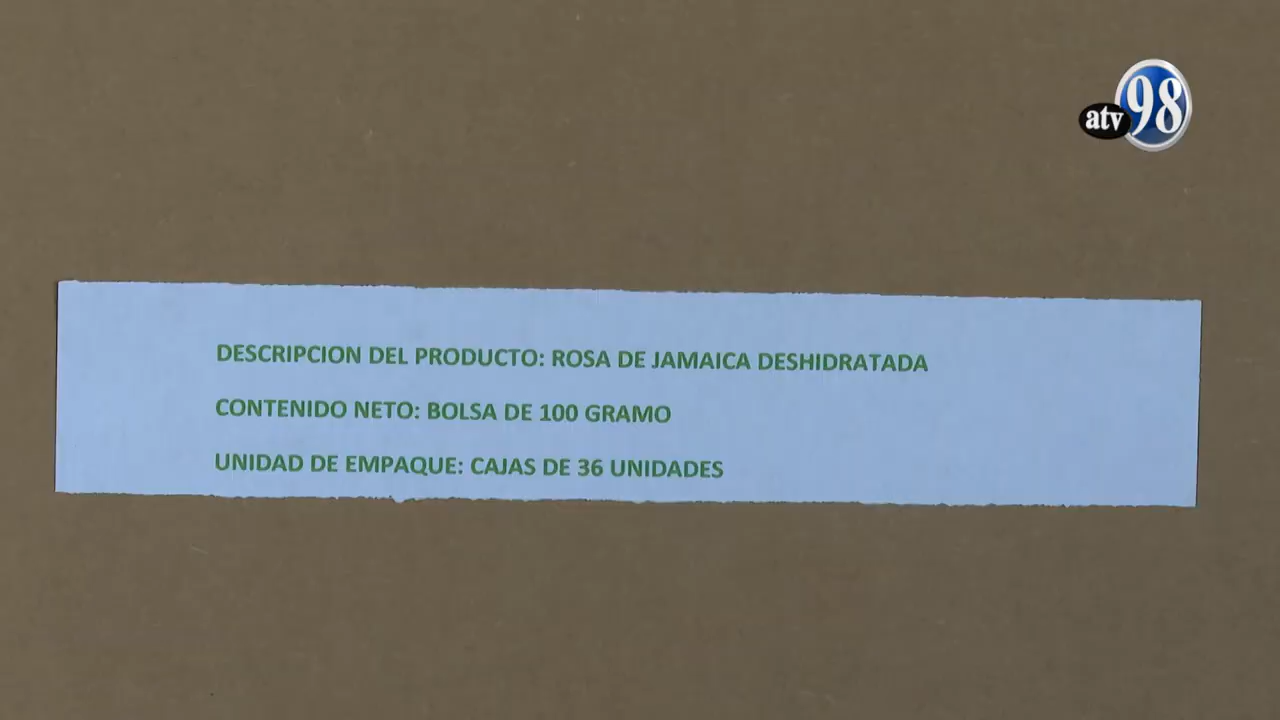 atv 98
DESCRIPCION DEL PRODUCTO: ROSA DE JAMAICA DESHIDRATADA
CONTENIDO NETO: BOLSA DE 100 GRAMO
UNIDAD DE EMPAQUE: CAJAS DE 36 UNIDADES